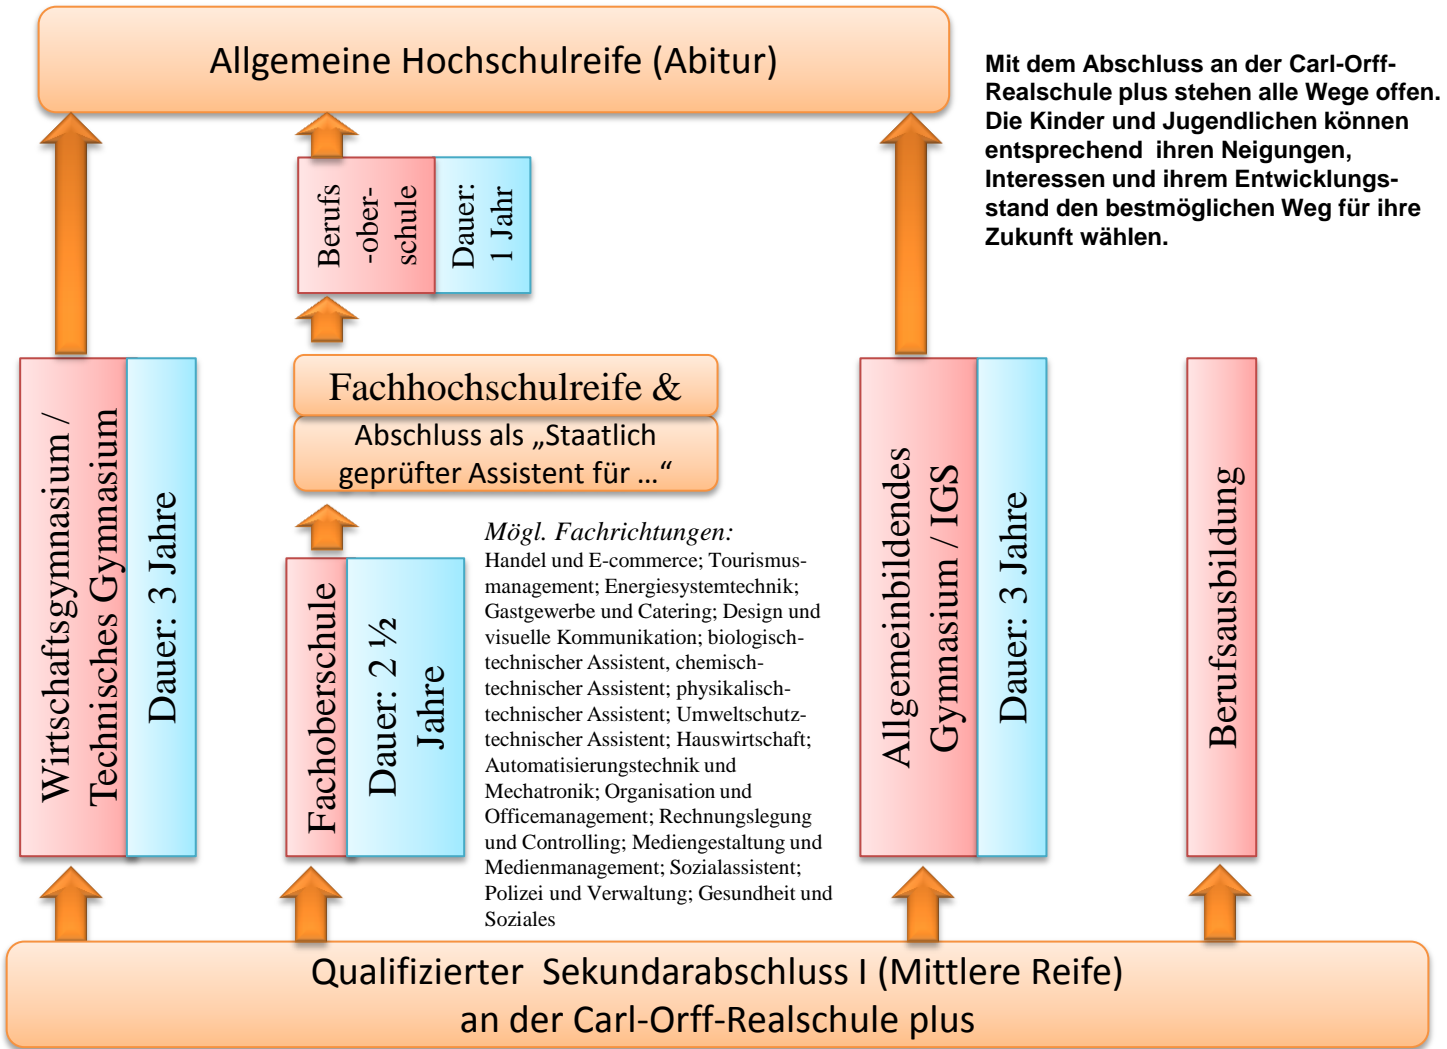 Allgemeine Hochschulreife (Abitur)
Mit dem Abschluss an der Carl-Orff-
Realschule plus stehen alle Wege offen.
Die Kinder und Jugendlichen können
entsprechend ihren Neigungen,
Interessen und ihrem Entwicklungs-
stand den bestmöglichen Weg für ihre
Zukunft wählen.
Berufs
-ober-
schule
Dauer:
1 Jahr
Wirtschaftsgymnasium /
Technisches Gymnasium
Dauer: 3 Jahre
Fachhochschulreife &
Abschluss als „Staatlich
geprüfter Assistent für ...“
Fachoberschule
Dauer: 2 ½
Jahre
Mögl. Fachrichtungen:
Handel und E-commerce; Tourismus-
management; Energiesystemtechnik;
Gastgewerbe und Catering; Design und
visuelle Kommunikation; biologisch-
technischer Assistent, chemisch-
technischer Assistent; physikalisch-
technischer Assistent; Umweltschutz-
technischer Assistent; Hauswirtschaft;
Automatisierungstechnik und
Mechatronik; Organisation und
Officemanagement; Rechnungslegung
und Controlling; Mediengestaltung und
Medienmanagement; Sozialassistent;
Polizei und Verwaltung; Gesundheit und
Soziales
Allgemeinbildendes
Gymnasium / IGS
Dauer: 3 Jahre
Berufsausbildung
Qualifizierter Sekundarabschluss I (Mittlere Reife)
an der Carl-Orff-Realschule plus